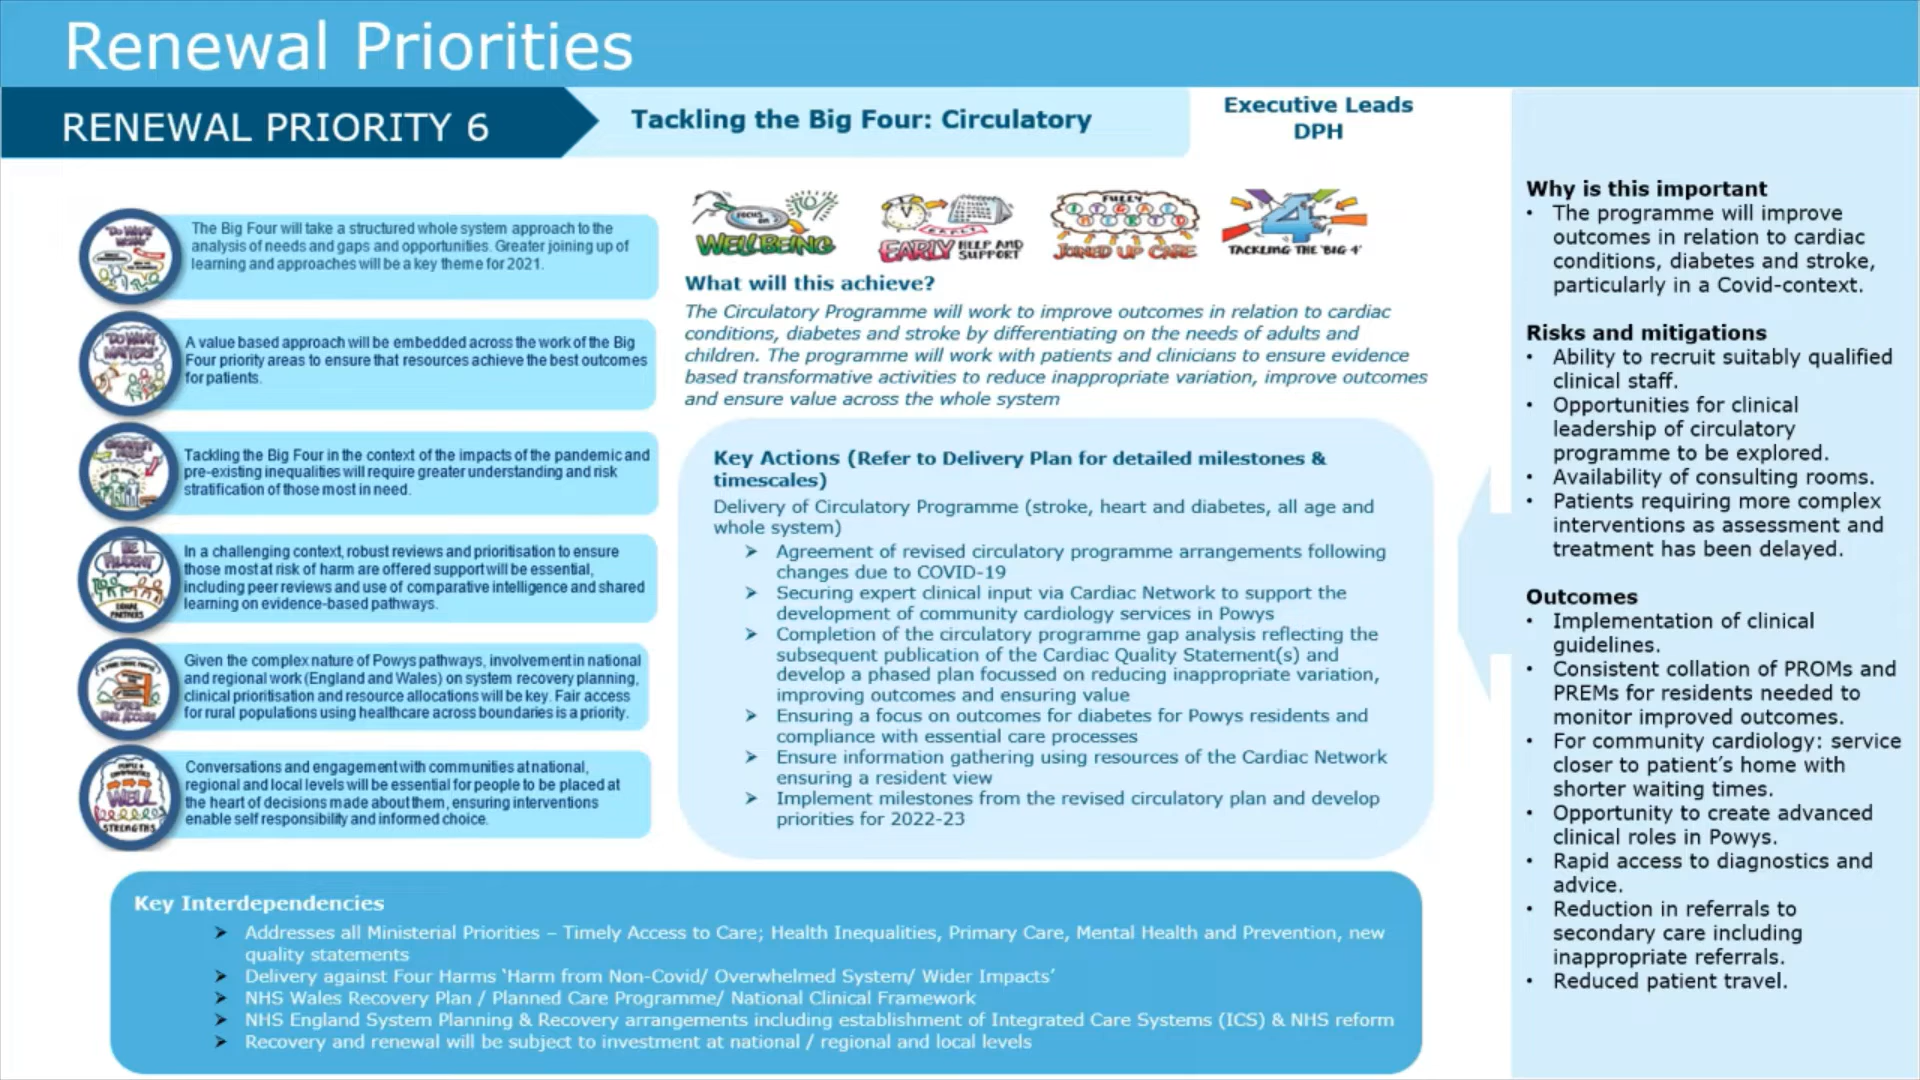 Renewal Priorities
RENEWAL PRIORITY 6
Tackling the Big Four: Circulatory
Executive Leads
DPH
The Big Four will take a structured whole system approach to the
analysis of needs and gaps and opportunities. Greater joining up of
learning and approaches will be a key theme for 2021.
"DO WHAT
MATTERS"
A value based approach will be embedded across the work of the Big
Four priority areas to ensure that resources achieve the best outcomes
for patients.
GREATEST
NEED
Tackling the Big Four in the context of the impacts of the pandemic and
pre-existing inequalities will require greater understanding and risk
stratification of those most in need.
BE
PRUDENT
EQUAL
PARTNERS
In a challenging context, robust reviews and prioritisation to ensure
those most at risk of harm are offered support will be essential,
including peer reviews and use of comparative intelligence and shared
learning on evidence-based pathways.
Given the complex nature of Powys pathways, involvement in national
and regional work (England and Wales) on system recovery planning,
clinical prioritisation and resource allocations will be key. Fair access
for rural populations using healthcare across boundaries is a priority.
WELL
STRENGTHS
Conversations and engagement with communities at national,
regional and local levels will be essential for people to be placed at
the heart of decisions made about them, ensuring interventions
enable self responsibility and informed choice.
FOCUS
ON
WELLBEING
EARLY
EARLY HELP AND
SUPPORT
FULLY
INTEGRATED
JOINED UP CARE
4
TACKLING THE 'BIG 4'
What will this achieve?
The Circulatory Programme will work to improve outcomes in relation to cardiac
conditions, diabetes and stroke by differentiating on the needs of adults and
children. The programme will work with patients and clinicians to ensure evidence
based transformative activities to reduce inappropriate variation, improve outcomes
and ensure value across the whole system
Key Actions (Refer to Delivery Plan for detailed milestones &
timescales)
Delivery of Circulatory Programme (stroke, heart and diabetes, all age and
whole system)
➤ Agreement of revised circulatory programme arrangements following
changes due to COVID-19
➤ Securing expert clinical input via Cardiac Network to support the
development of community cardiology services in Powys
➤ Completion of the circulatory programme gap analysis reflecting the
subsequent publication of the Cardiac Quality Statement(s) and
develop a phased plan focussed on reducing inappropriate variation,
improving outcomes and ensuring value
➤ Ensuring a focus on outcomes for diabetes for Powys residents and
compliance with essential care processes
➤ Ensure information gathering using resources of the Cardiac Network
ensuring a resident view
➤ Implement milestones from the revised circulatory plan and develop
priorities for 2022-23
Key Interdependencies
➤ Addresses all Ministerial Priorities – Timely Access to Care; Health Inequalities, Primary Care, Mental Health and Prevention, new
quality statements
➤ Delivery against Four Harms ‘Harm from Non-Covid/ Overwhelmed System/ Wider Impacts’
➤ NHS Wales Recovery Plan / Planned Care Programme/ National Clinical Framework
➤ NHS England System Planning & Recovery arrangements including establishment of Integrated Care Systems (ICS) & NHS reform
➤ Recovery and renewal will be subject to investment at national / regional and local levels
Why is this important
• The programme will improve
outcomes in relation to cardiac
conditions, diabetes and stroke,
particularly in a Covid-context.
Risks and mitigations
• Ability to recruit suitably qualified
clinical staff.
• Opportunities for clinical
leadership of circulatory
programme to be explored.
• Availability of consulting rooms.
• Patients requiring more complex
interventions as assessment and
treatment has been delayed.
Outcomes
• Implementation of clinical
guidelines.
• Consistent collation of PROMs and
PREMs for residents needed to
monitor improved outcomes.
• For community cardiology: service
closer to patient’s home with
shorter waiting times.
• Opportunity to create advanced
clinical roles in Powys.
• Rapid access to diagnostics and
advice.
• Reduction in referrals to
secondary care including
inappropriate referrals.
• Reduced patient travel.